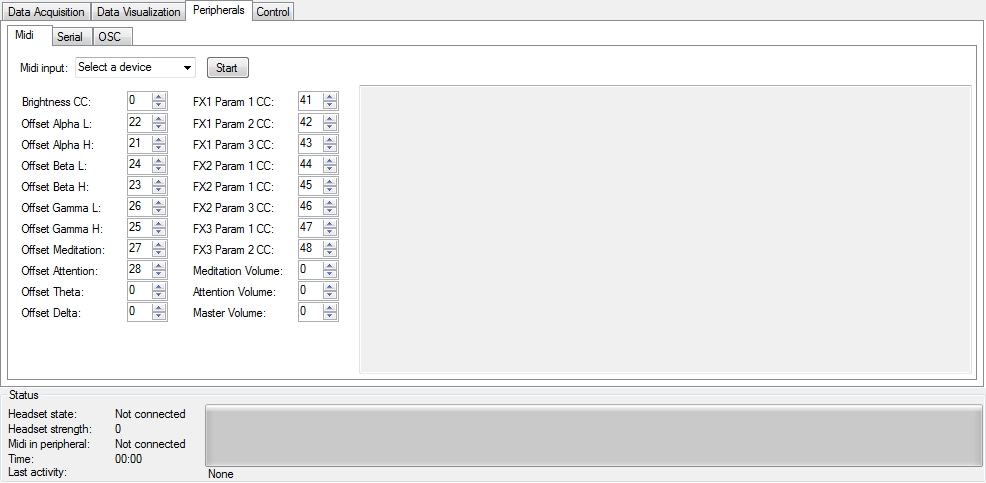 Data Acquisition Data Visualization Peripherals Control
Midi Serial OSC
Midi input: Select a device Start
Brightness CC: 0 FX1 Param 1 CC: 41
Offset Alpha L: 22 FX1 Param 2 CC: 42
Offset Alpha H: 21 FX1 Param 3 CC: 43
Offset Beta L: 24 FX2 Param 1 CC: 44
Offset Beta H: 23 FX2 Param 1 CC: 45
Offset Gamma L: 26 FX2 Param 3 CC: 46
Offset Gamma H: 25 FX3 Param 1 CC: 47
Offset Meditation: 27 FX3 Param 2 CC: 48
Offset Attention: 28 Meditation Volume: 0
Offset Theta: 0 Attention Volume: 0
Offset Delta: 0 Master Volume: 0
Status
Headset state: Not connected
Headset strength: 0
Midi in peripheral: Not connected
Time: 00:00
Last activity: None